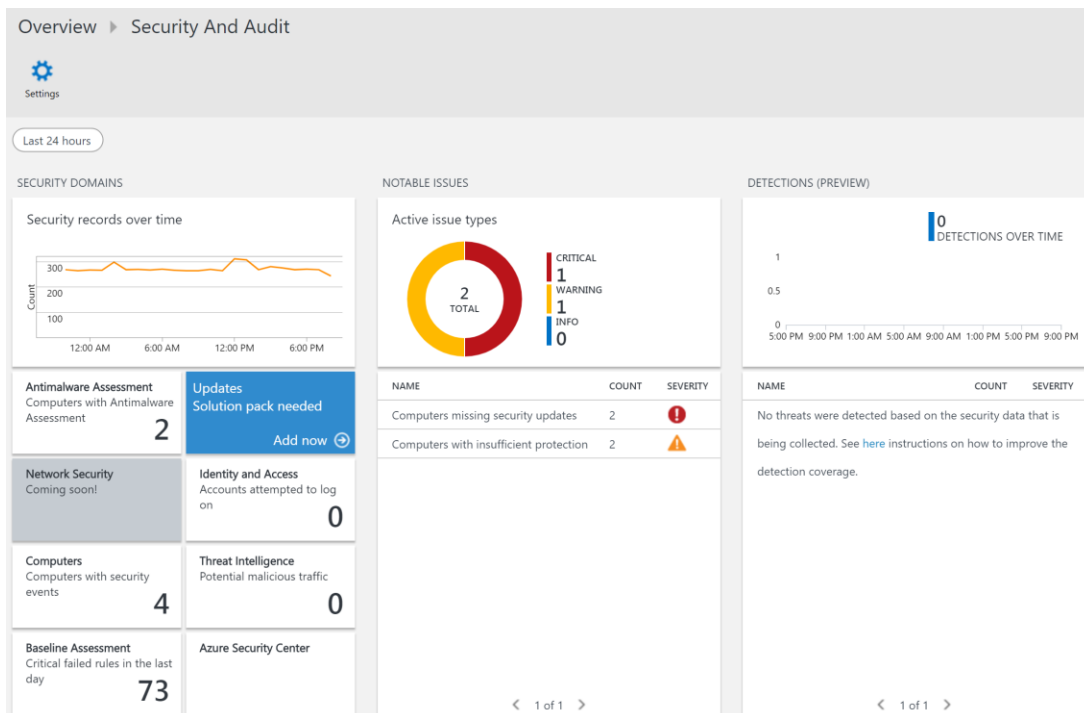 Overview Security And Audit
Settings
Last 24 hours
SECURITY DOMAINS
Security records over time
Count
300
200
100
12:00 AM 6:00 AM 12:00 PM 6:00 PM
Antimalware Assessment
Computers with Antimalware
Assessment
2
Updates
Solution pack needed
Add now
Network Security
Coming soon!
Identity and Access
Accounts attempted to log
on
0
Computers
Computers with security
events
4
Threat Intelligence
Potential malicious traffic
0
Baseline Assessment
Critical failed rules in the last
day
73
Azure Security Center
NOTABLE ISSUES
Active issue types
2
TOTAL
CRITICAL
1
WARNING
1
INFO
0
NAME COUNT SEVERITY
Computers missing security updates 2
Computers with insufficient protection 2
1 of 1
DETECTIONS (PREVIEW)
0
DETECTIONS OVER TIME
1
0.5
0
5:00 PM 9:00 PM 1:00 AM 5:00 AM 9:00 AM 1:00 PM 5:00 PM 9:00 PM
NAME COUNT SEVERITY
No threats were detected based on the security data that is
being collected. See here instructions on how to improve the
detection coverage.
1 of 1